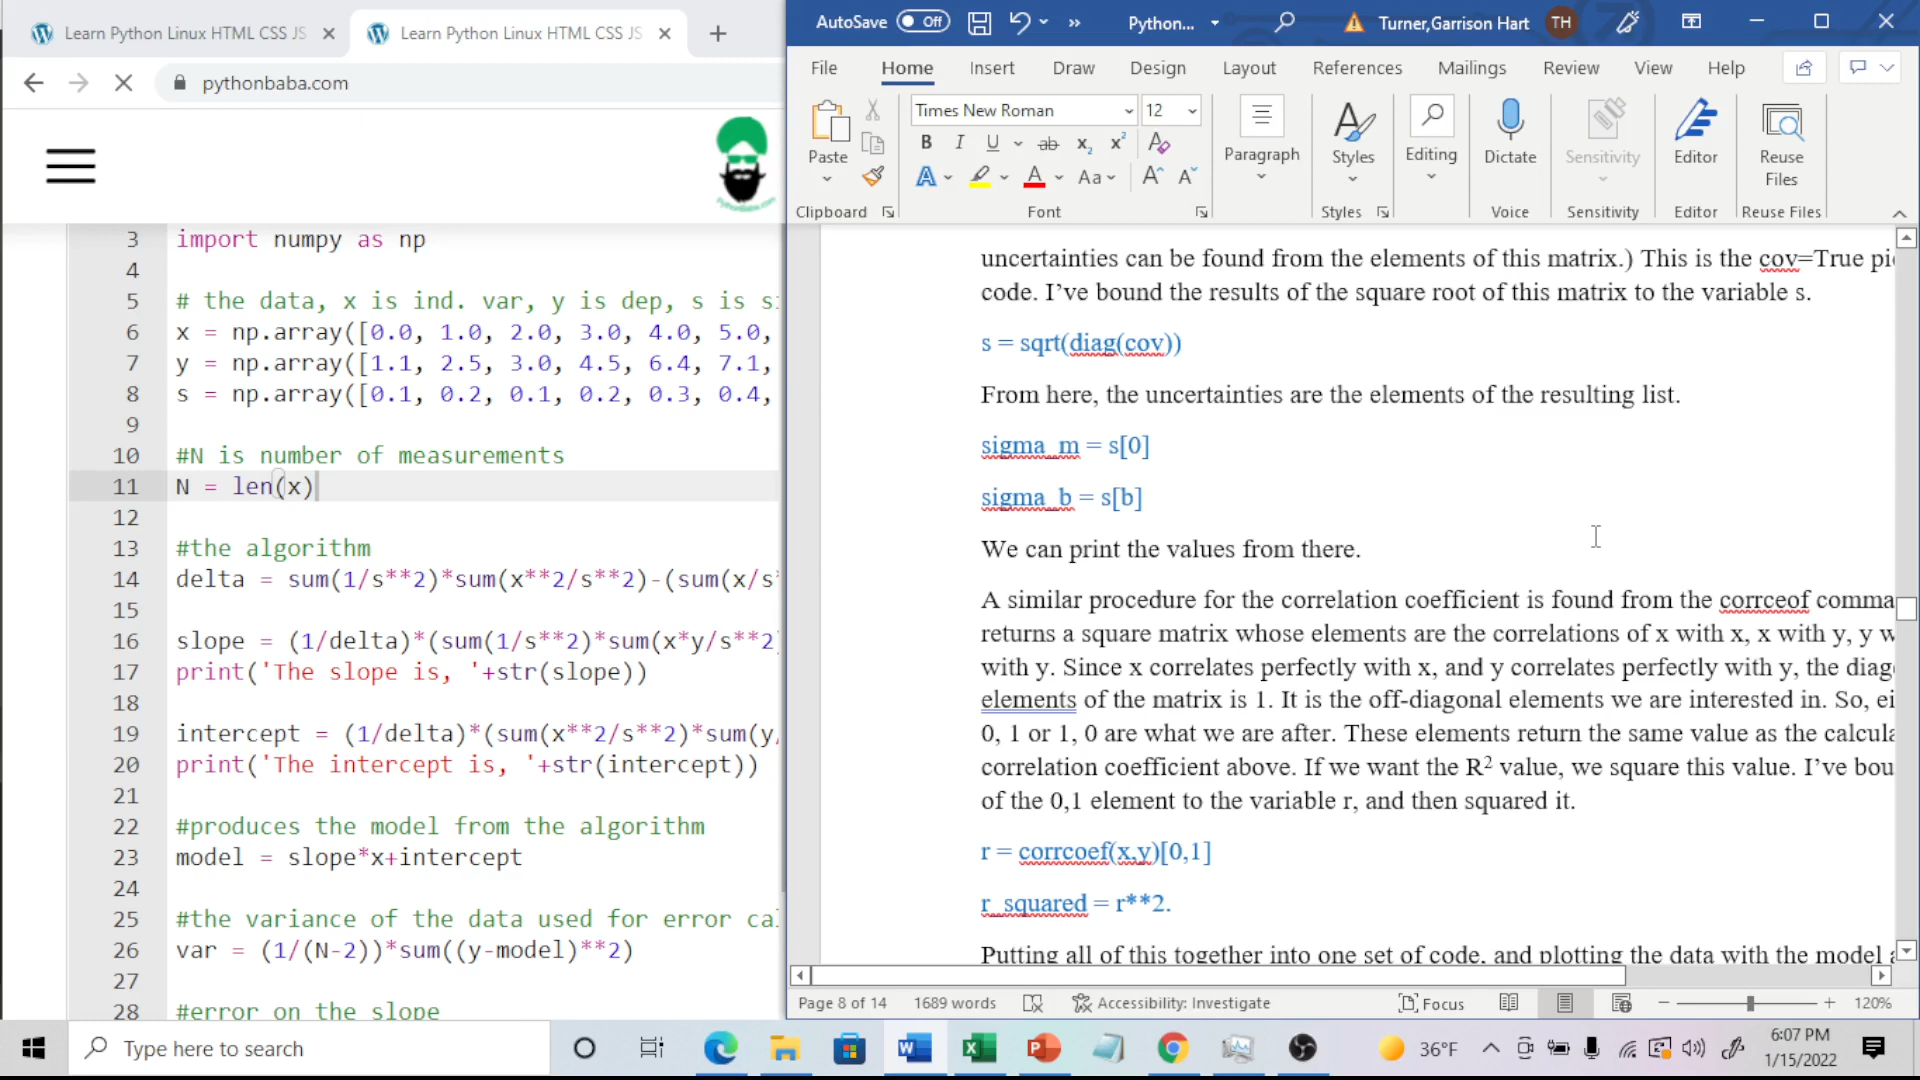 Learn Python Linux HTML CSS JS
Learn Python Linux HTML CSS JS
pythonbaba.com
3 import numpy as np
4
5 # the data, x is ind. var, y is dep, s is s
6 x = np.array([0.0, 1.0, 2.0, 3.0, 4.0, 5.0,
7 y = np.array([1.1, 2.5, 3.0, 4.5, 6.4, 7.1,
8 s = np.array([0.1, 0.2, 0.1, 0.2, 0.3, 0.4,
9
10 #N is number of measurements
11 N = len(x)
12
13 #the algorithm
14 delta = sum(1/s**2)*sum(x**2/s**2)-(sum(x/s*
15
16 slope = (1/delta)*(sum(1/s**2)*sum(x*y/s**2)
17 print('The slope is, '+str(slope))
18
19 intercept = (1/delta)*(sum(x**2/s**2)*sum(y/
20 print('The intercept is, '+str(intercept))
21
22 #produces the model from the algorithm
23 model = slope*x+intercept
24
25 #the variance of the data used for error ca
26 var = (1/(N-2))*sum((y-model)**2)
27
28 #error on the slope
AutoSave Off Python... Turner,Garrison Hart TH
File Home Insert Draw Design Layout References Mailings Review View Help
Times New Roman 12
Paste
Paragraph Styles Editing Dictate Sensitivity Editor Reuse Files
Clipboard Font Styles Voice Sensitivity Editor Reuse Files
uncertainties can be found from the elements of this matrix.) This is the cov=True pi
code. I've bound the results of the square root of this matrix to the variable s.
s = sqrt(diag(cov))
From here, the uncertainties are the elements of the resulting list.
sigma_m = s[0]
sigma_b = s[b]
We can print the values from there.
A similar procedure for the correlation coefficient is found from the corrceof comma
returns a square matrix whose elements are the correlations of x with x, x with y, y w
with y. Since x correlates perfectly with x, and y correlates perfectly with y, the diag
elements of the matrix is 1. It is the off-diagonal elements we are interested in. So, ei
0, 1 or 1, 0 are what we are after. These elements return the same value as the calcula
correlation coefficient above. If we want the R² value, we square this value. I've bou
of the 0,1 element to the variable r, and then squared it.
r = corrcoef(x,y)[0,1]
r_squared = r**2.
Putting all of this together into one set of code, and plotting the data with the model
Page 8 of 14 1689 words Accessibility: Investigate Focus 120%
Type here to search
36°F
6:07 PM
1/15/2022